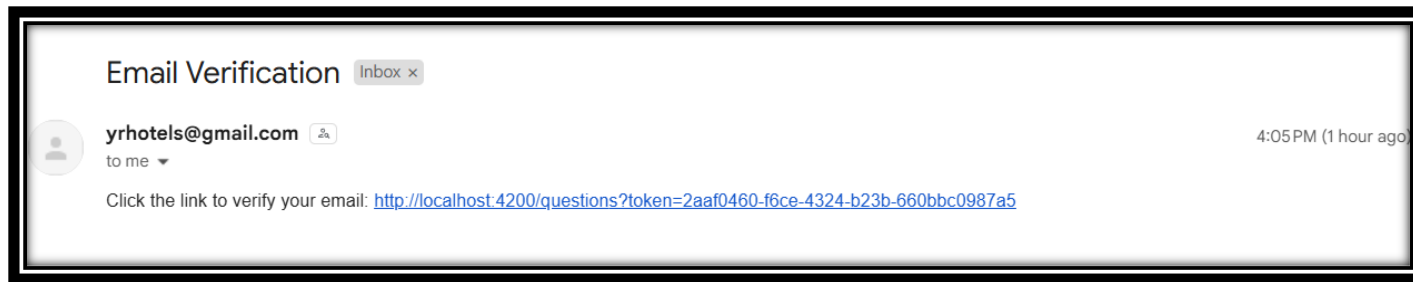 Email Verification Inbox ×
yrhotels@gmail.com
4:05 PM (1 hour ago)
to me
Click the link to verify your email: http://localhost:4200/questions?token=2aaf0460-f6ce-4324-b23b-660bbc0987a5